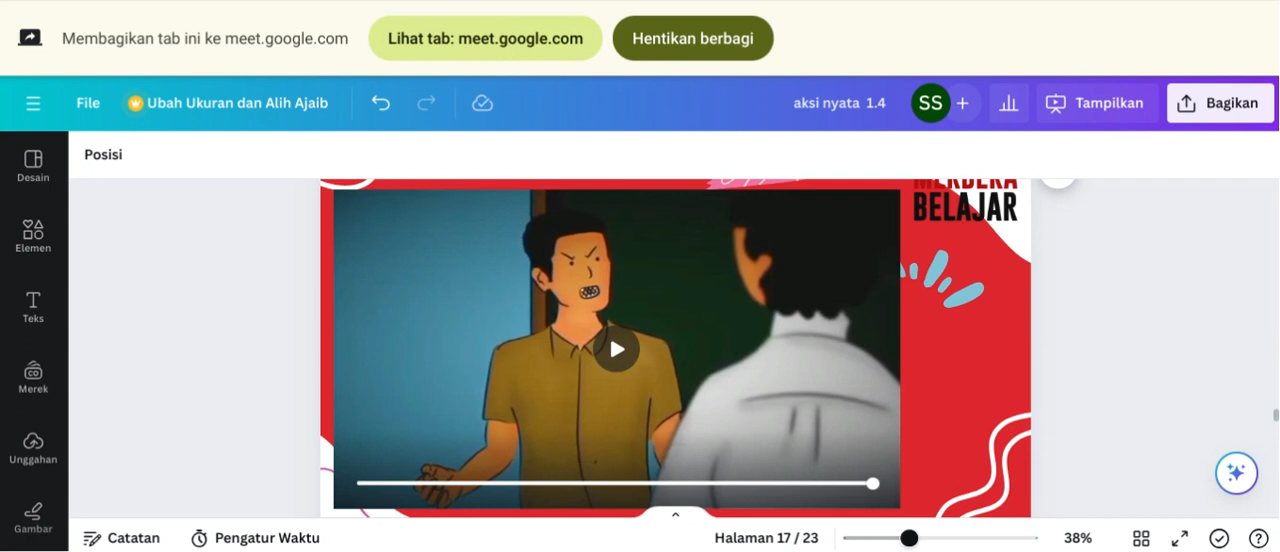 Membagikan tab ini ke meet.google.com
Lihat tab: meet.google.com
Hentikan berbagi
File
Ubah Ukuran dan Alih Ajaib
aksi nyata 1.4
SS
+
Tampilkan
Bagikan
Posisi
Desain
Elemen
Teks
CO
Merek
Unggahan
Gambar
MERDEKA
BELAJAR
Catatan
Pengatur Waktu
Halaman 17 / 23
38%
?